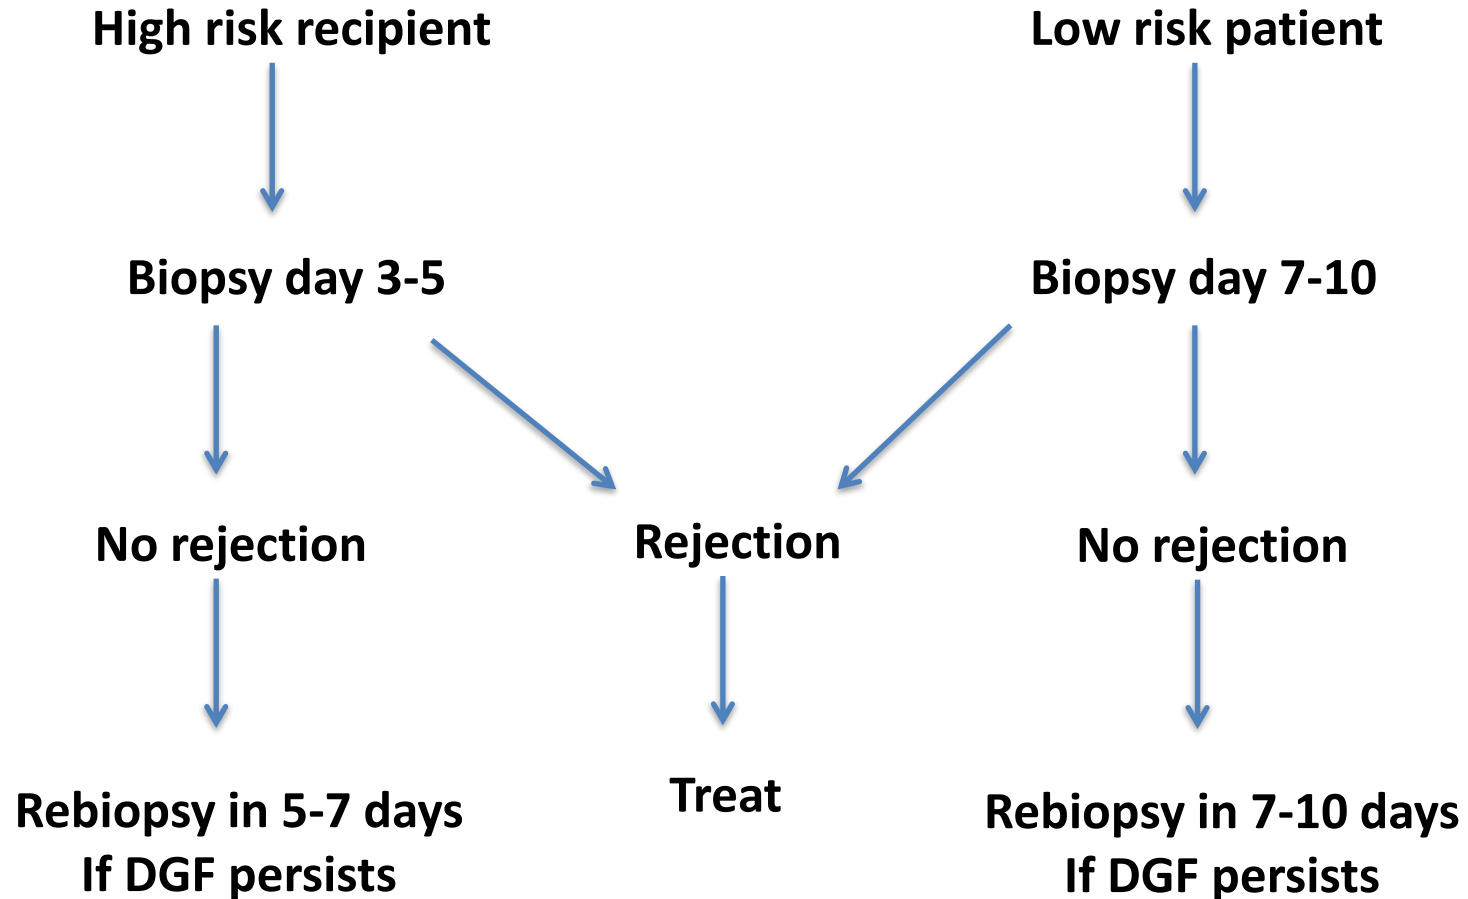 High risk recipient
Low risk patient
Biopsy day 3-5
Biopsy day 7-10
No rejection
Rejection
No rejection
Rebiopsy in 5-7 days
If DGF persists
Treat
Rebiopsy in 7-10 days
If DGF persists